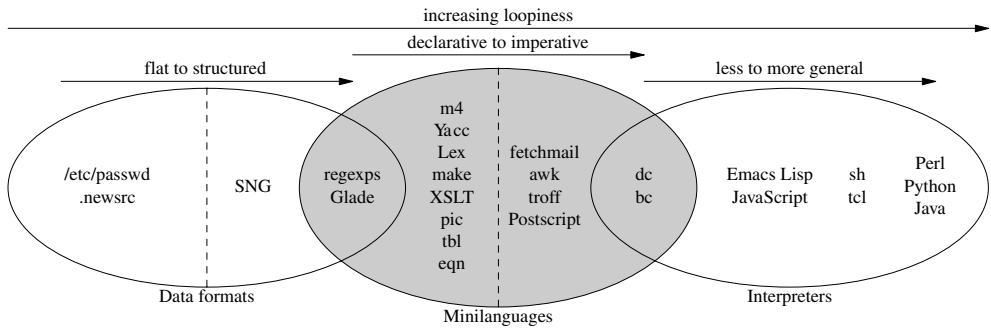 increasing loopiness
declarative to imperative
flat to structured
less to more general
/etc/passwd
.newsrc
SNG
regexps
Glade
m4
Yacc
Lex
make
XSLT
pic
tbl
eqn
fetchmail
awk
troff
Postscript
dc
bc
Emacs Lisp
JavaScript
sh
tcl
Perl
Python
Java
Data formats
Minilanguages
Interpreters